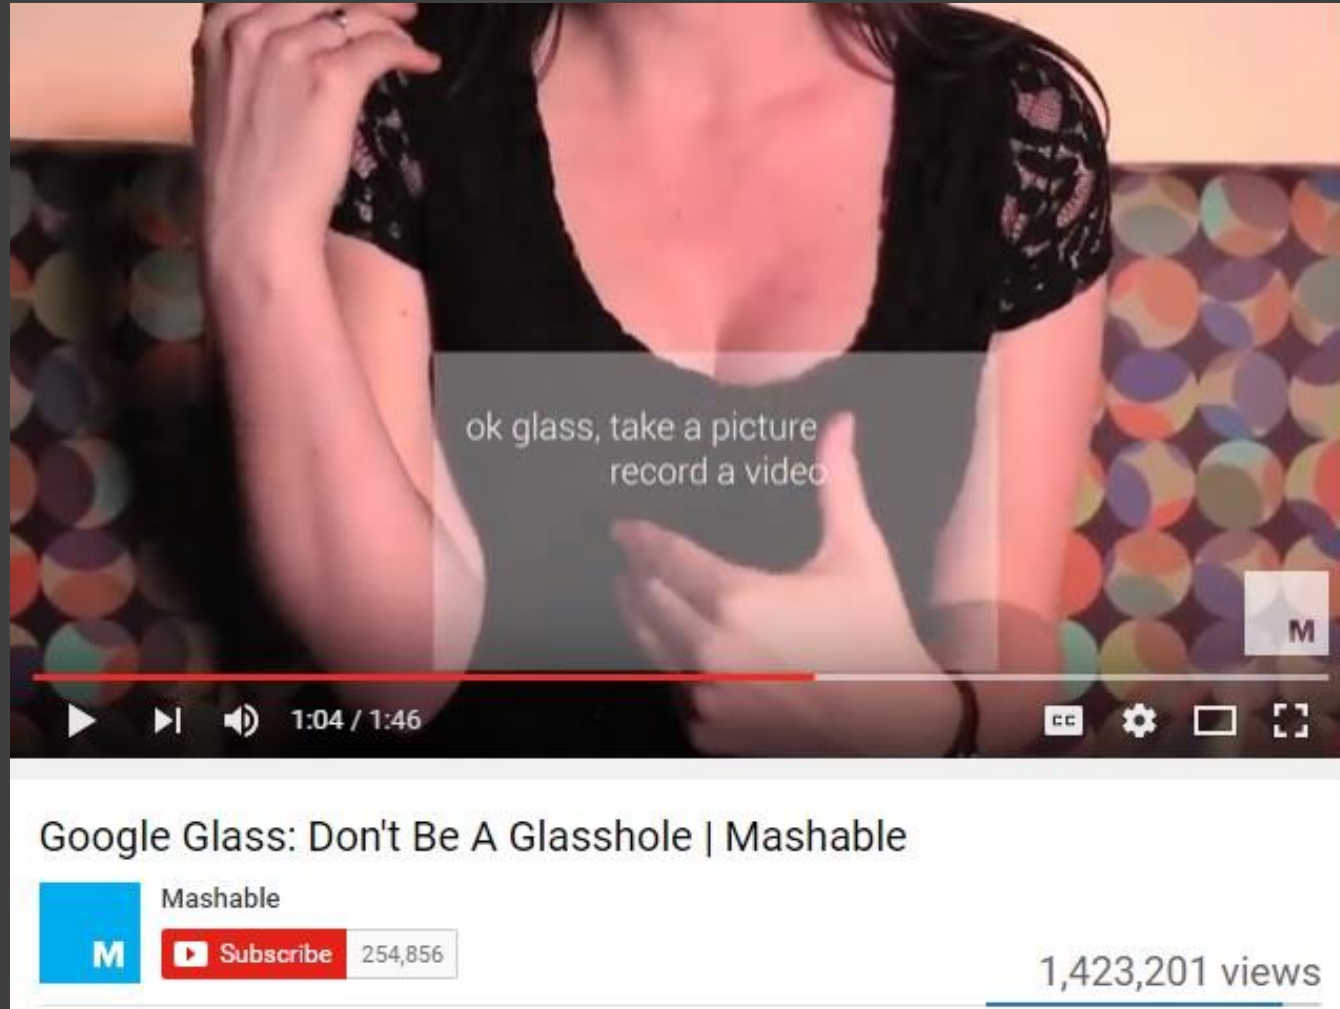 ok glass, take a picture
record a video
M
1:04 / 1:46
CC
Google Glass: Don't Be A Glasshole | Mashable
M
Mashable
Subscribe 254,856
1,423,201 views